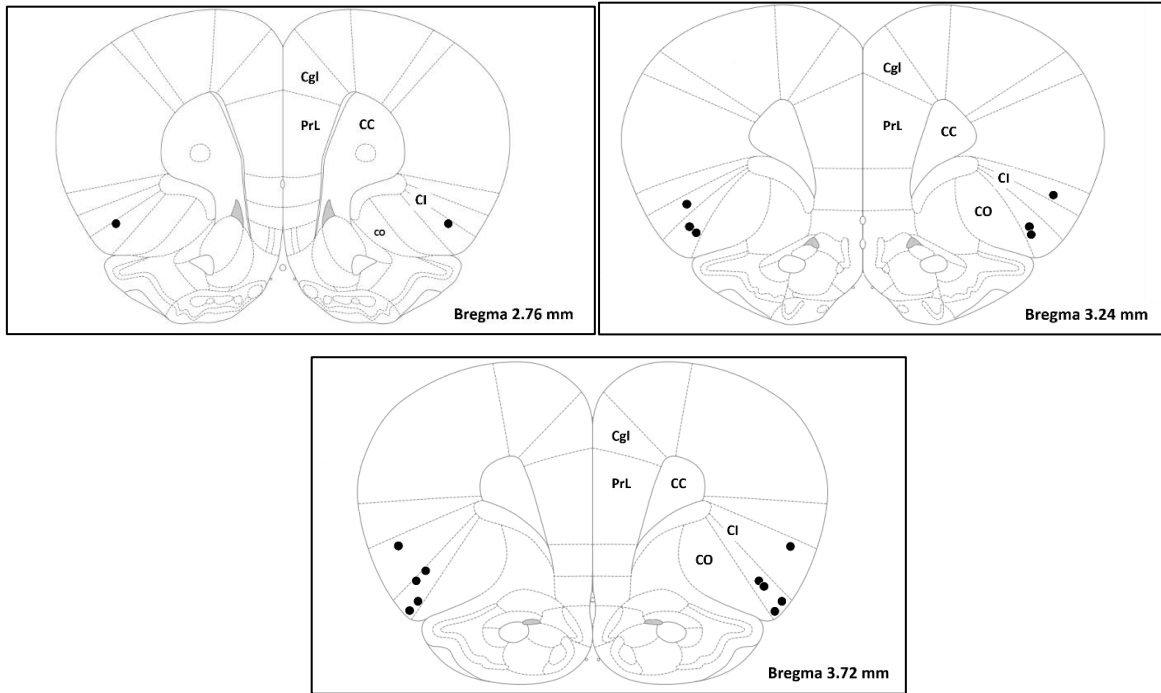 Cgl
PrL
CC
CI
CO
Bregma 2.76 mm
Cgl
PrL
CC
CI
CO
Bregma 3.24 mm
Cgl
PrL
CC
CI
CO
Bregma 3.72 mm